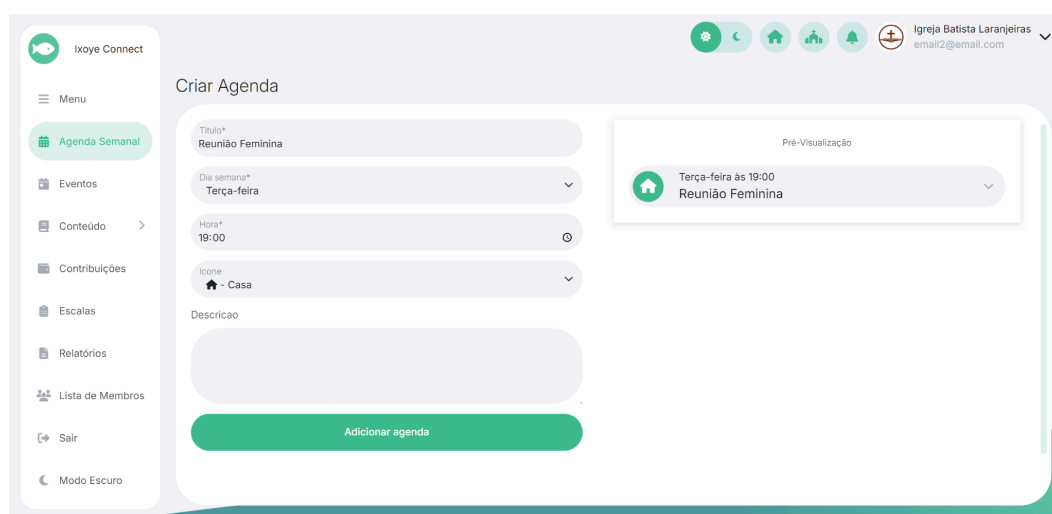 Ixoye Connect
Igreja Batista Laranjeiras
email2@email.com
Menu
Agenda Semanal
Eventos
Conteúdo
Contribuições
Escalas
Relatórios
Lista de Membros
Sair
Modo Escuro
Criar Agenda
Titulo*
Reunião Feminina
Dia semana*
Terça-feira
Hora*
19:00
Icone
- Casa
Descricao
Adicionar agenda
Pré-Visualização
Terça-feira às 19:00
Reunião Feminina